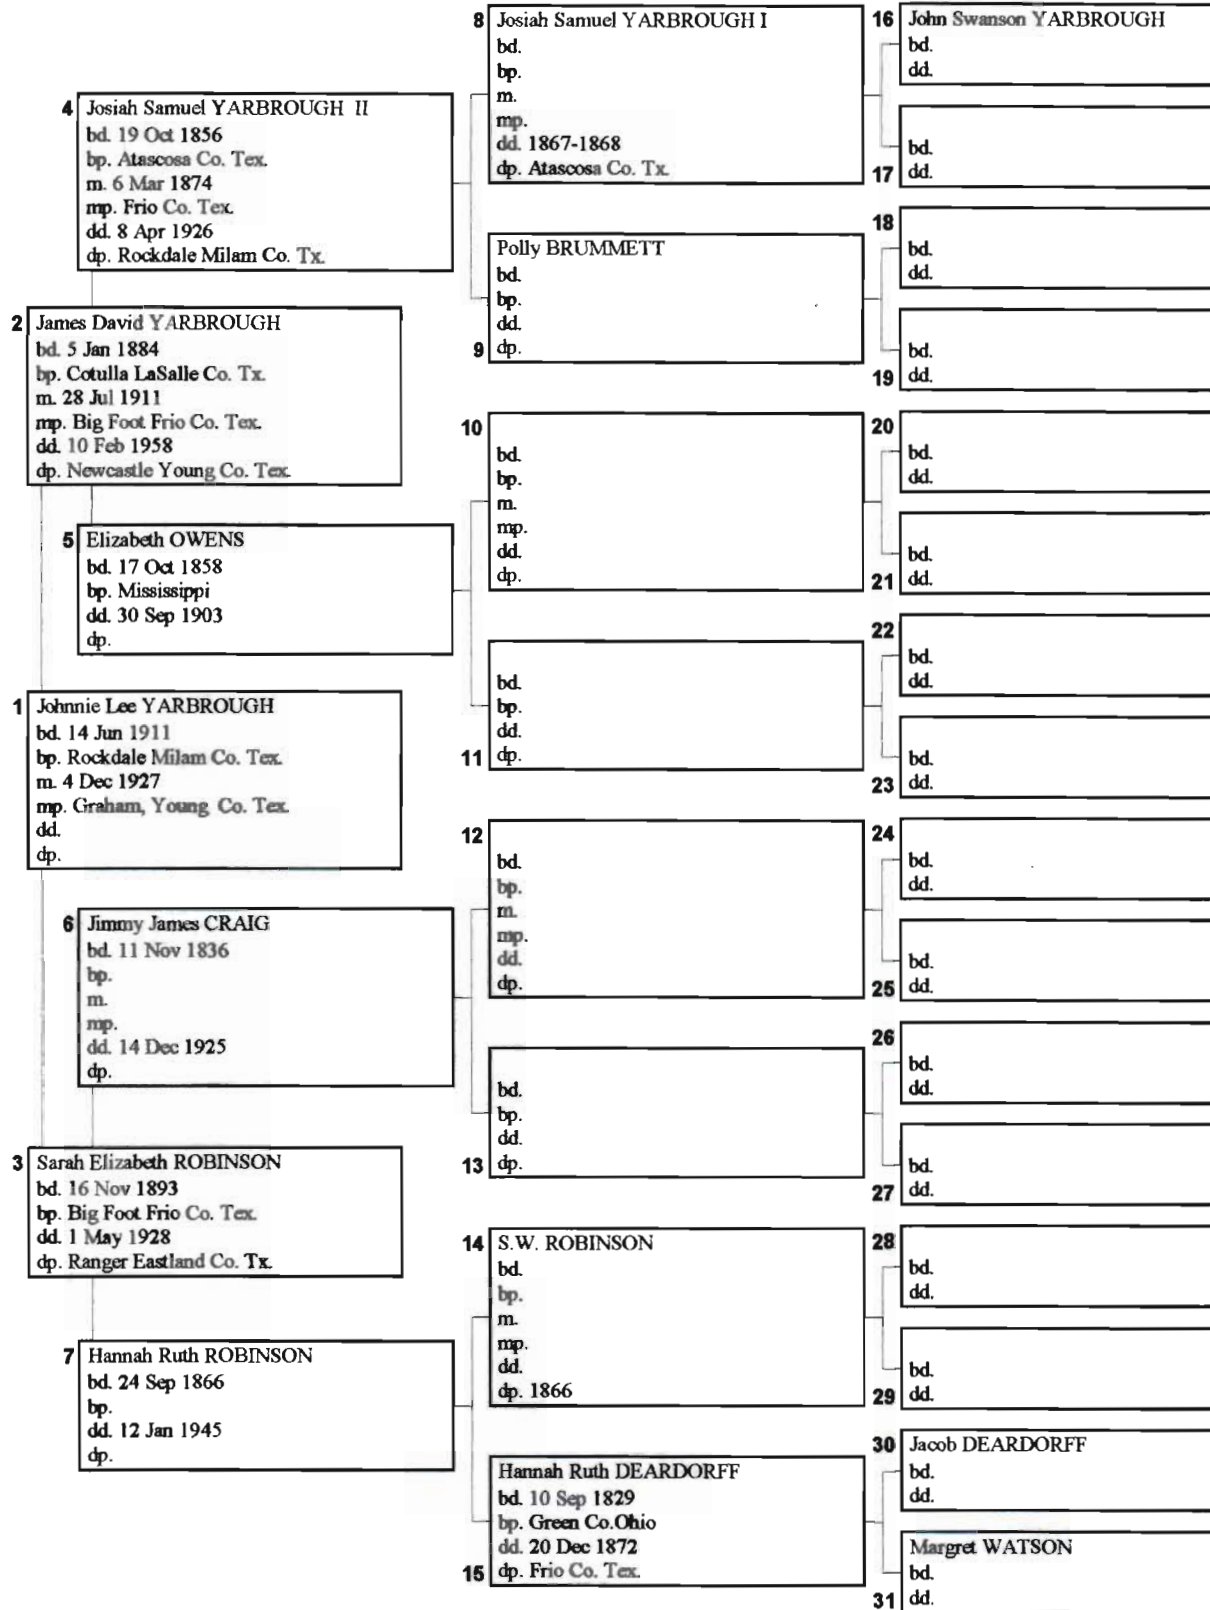 4
Josiah Samuel YARBROUGH II
bd. 19 Oct 1856
bp. Atascosa Co. Tex.
m. 6 Mar 1874
mp. Frio Co. Tex.
dd. 8 Apr 1926
dp. Rockdale Milam Co. Tx.
2
James David YARBROUGH
bd. 5 Jan 1884
bp. Cotulla LaSalle Co. Tx.
m. 28 Jul 1911
mp. Big Foot Frio Co. Tex.
dd. 10 Feb 1958
dp. Newcastle Young Co. Tex.
5
Elizabeth OWENS
bd. 17 Oct 1858
bp. Mississippi
dd. 30 Sep 1903
dp.
1
Johnnie Lee YARBROUGH
bd. 14 Jun 1911
bp. Rockdale Milam Co. Tex.
m. 4 Dec 1927
mp. Graham, Young Co. Tex.
dd.
dp.
6
Jimmy James CRAIG
bd. 11 Nov 1836
bp.
m.
mp.
dd. 14 Dec 1925
dp.
3
Sarah Elizabeth ROBINSON
bd. 16 Nov 1893
bp. Big Foot Frio Co. Tex.
dd. 1 May 1928
dp. Ranger Eastland Co. Tx.
7
Hannah Ruth ROBINSON
bd. 24 Sep 1866
bp.
dd. 12 Jan 1945
dp.
8
Josiah Samuel YARBROUGH I
bd.
bp.
m.
mp.
dd. 1867-1868
dp. Atascosa Co. Tx.
Polly BRUMMETT
bd.
bp.
dd.
9 dp.
10
bd.
bp.
m.
mp.
dd.
dp.
bd.
bp.
dd.
11 dp.
12
bd.
bp.
m.
mp.
dd.
dp.
bd.
bp.
dd.
13 dp.
14
S.W. ROBINSON
bd.
bp.
m.
mp.
dd.
dp. 1866
Hannah Ruth DEARDORFF
bd. 10 Sep 1829
bp. Green Co.Ohio
dd. 20 Dec 1872
15 dp. Frio Co. Tex.
16
John Swanson YARBROUGH
bd.
dd.
bd.
17 dd.
18
bd.
dd.
bd.
19 dd.
20
bd.
dd.
bd.
21 dd.
22
bd.
dd.
bd.
23 dd.
24
bd.
dd.
bd.
25 dd.
26
bd.
dd.
bd.
27 dd.
28
bd.
dd.
bd.
29 dd.
30
Jacob DEARDORFF
bd.
dd.
Margret WATSON
bd.
31 dd.